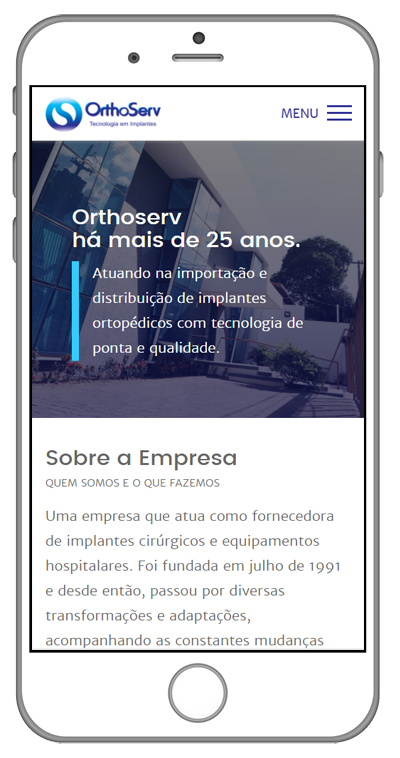 OrthoServ
Tecnologia em Implantes
MENU
Orthoserv
há mais de 25 anos.
Atuando na importação e
distribuição de implantes
ortopédicos com tecnologia de
ponta e qualidade.
Sobre a Empresa
QUEM SOMOS E O QUE FAZEMOS
Uma empresa que atua como fornecedora
de implantes cirúrgicos e equipamentos
hospitalares. Foi fundada em julho de 1991
e desde então, passou por diversas
transformações e adaptações,
acompanhando as constantes mudanças